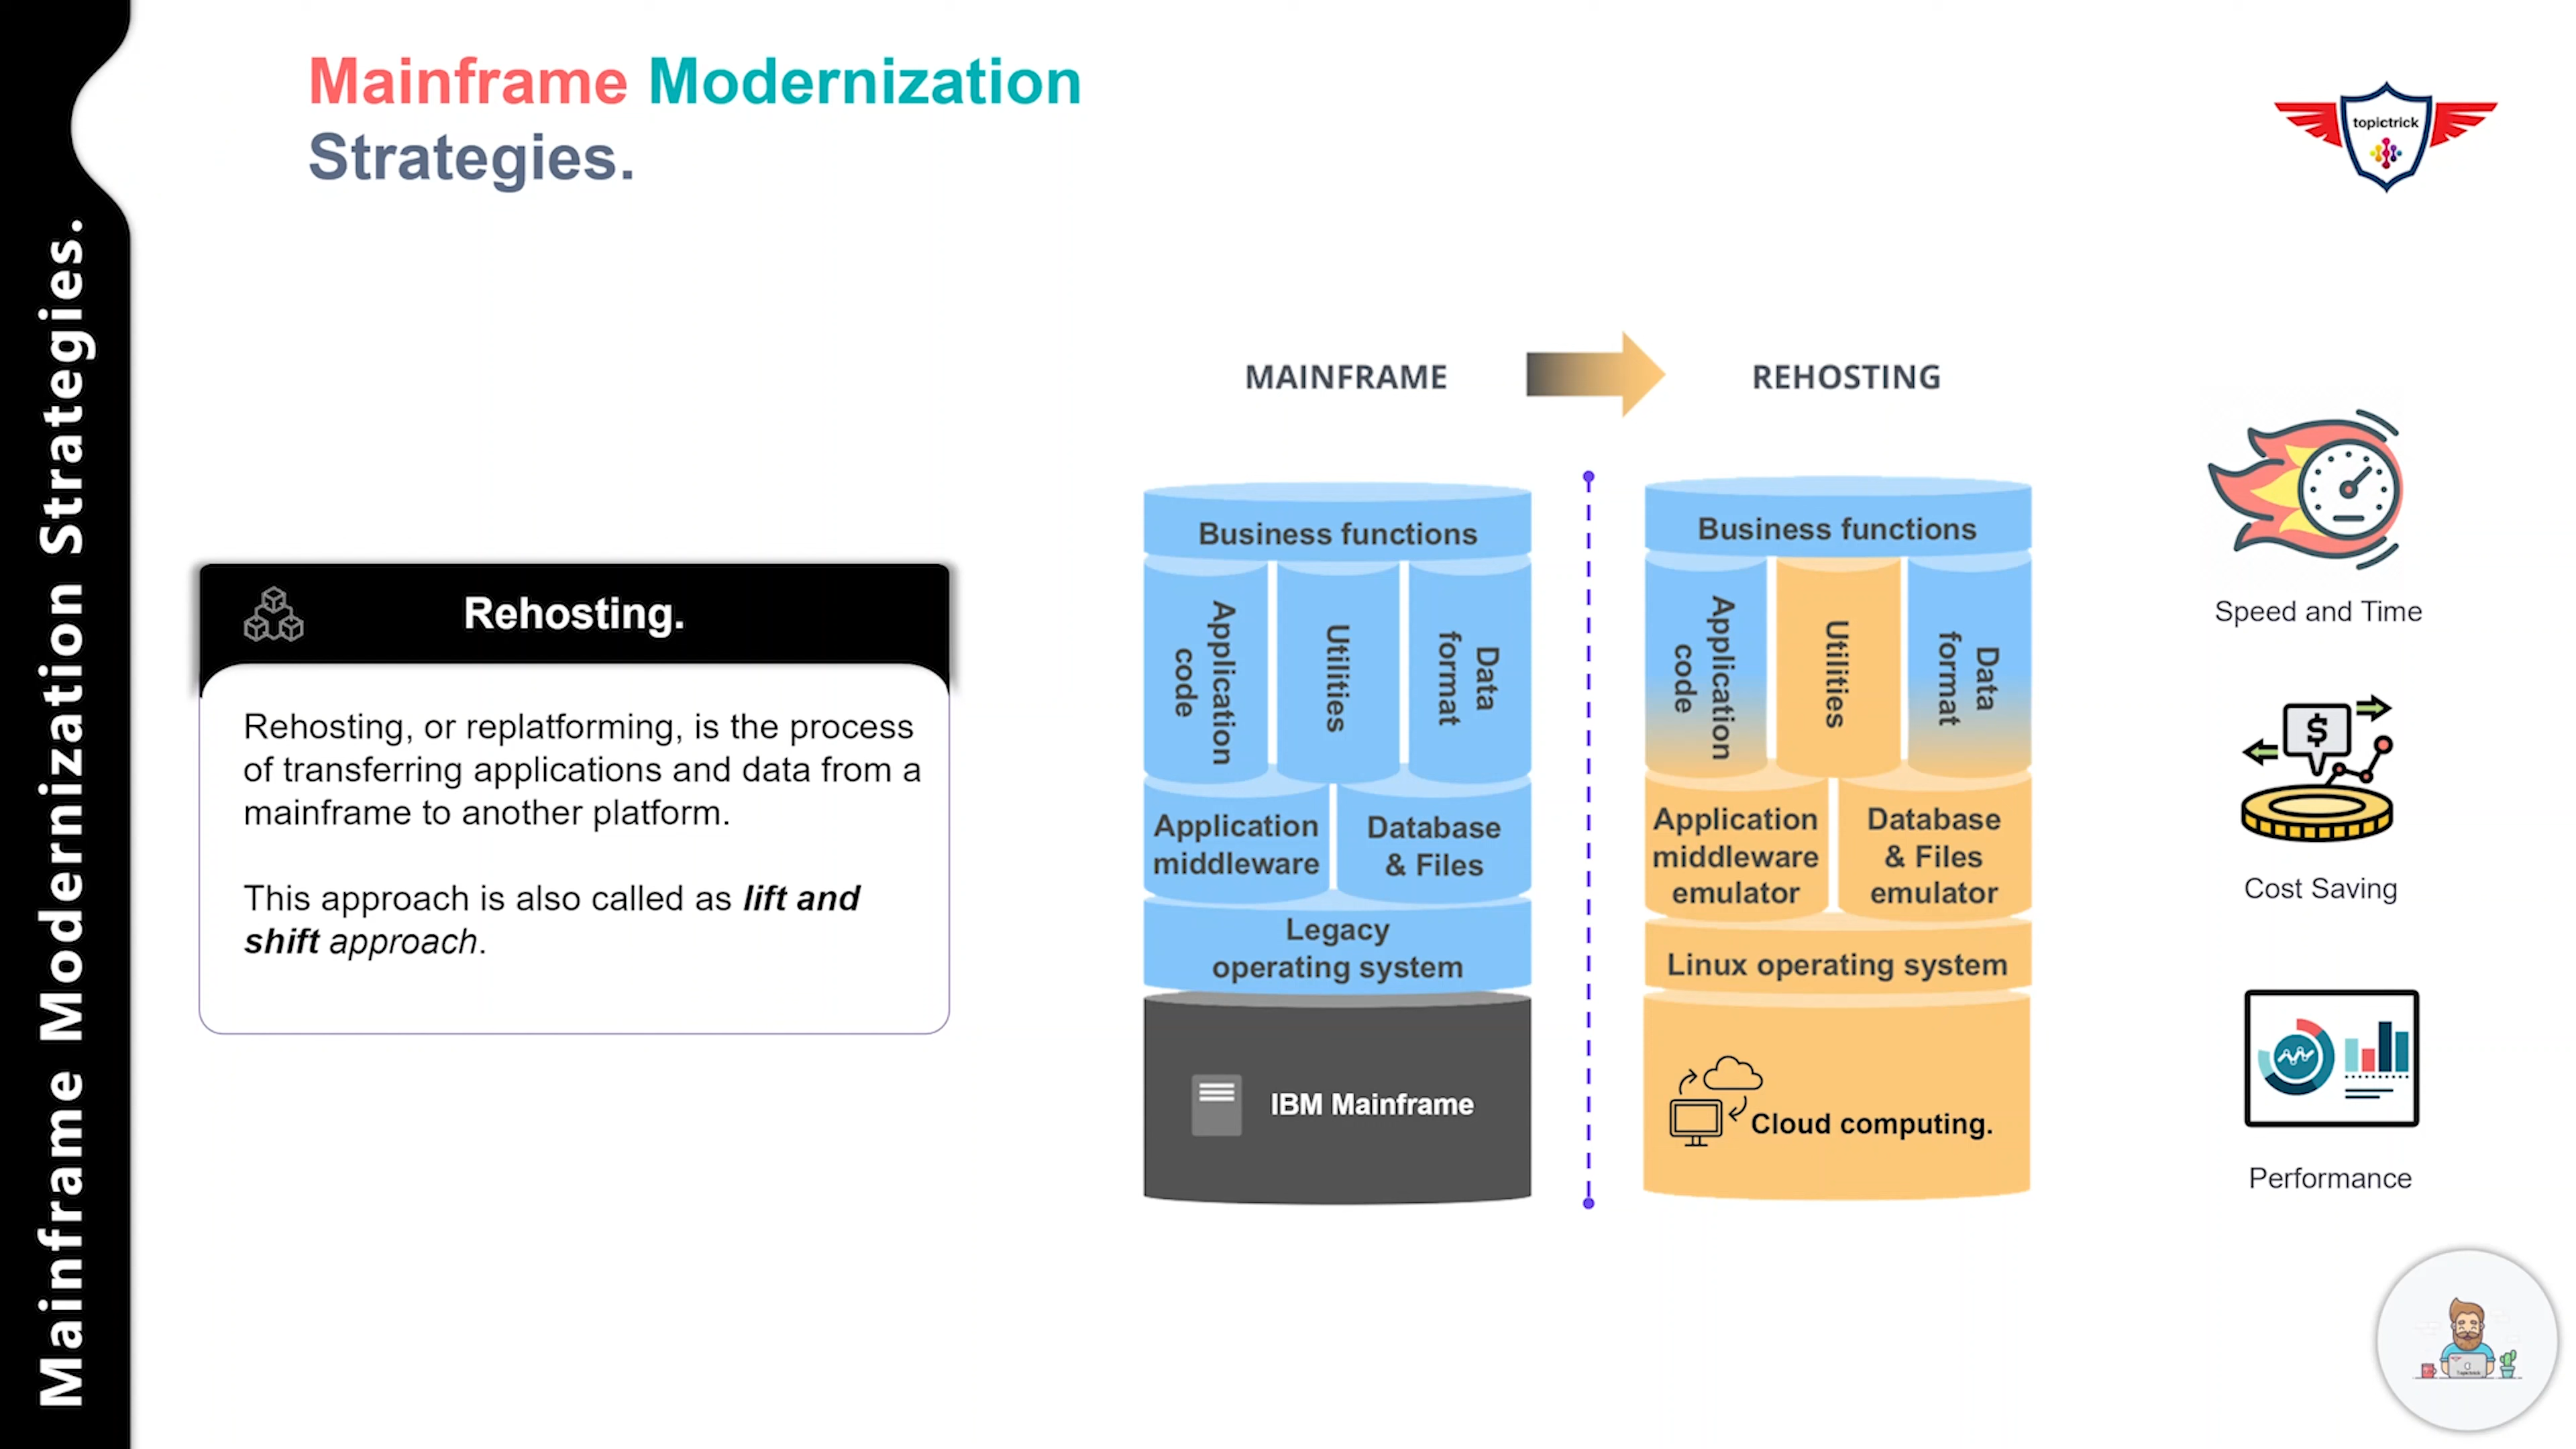 Mainframe Modernization Strategies.
Mainframe Modernization
Strategies.
topictrick
Rehosting.
Rehosting, or replatforming, is the process
of transferring applications and data from a
mainframe to another platform.
This approach is also called as lift and
shift approach.
MAINFRAME
REHOSTING
Business functions
Application
code
Utilities
Data
format
Application
middleware
Database
& Files
Legacy
operating system
IBM Mainframe
Business functions
Application
code
Utilities
Data
format
Application
middleware
emulator
Database
& Files
emulator
Linux operating system
Cloud computing.
Speed and Time
$
Cost Saving
Performance